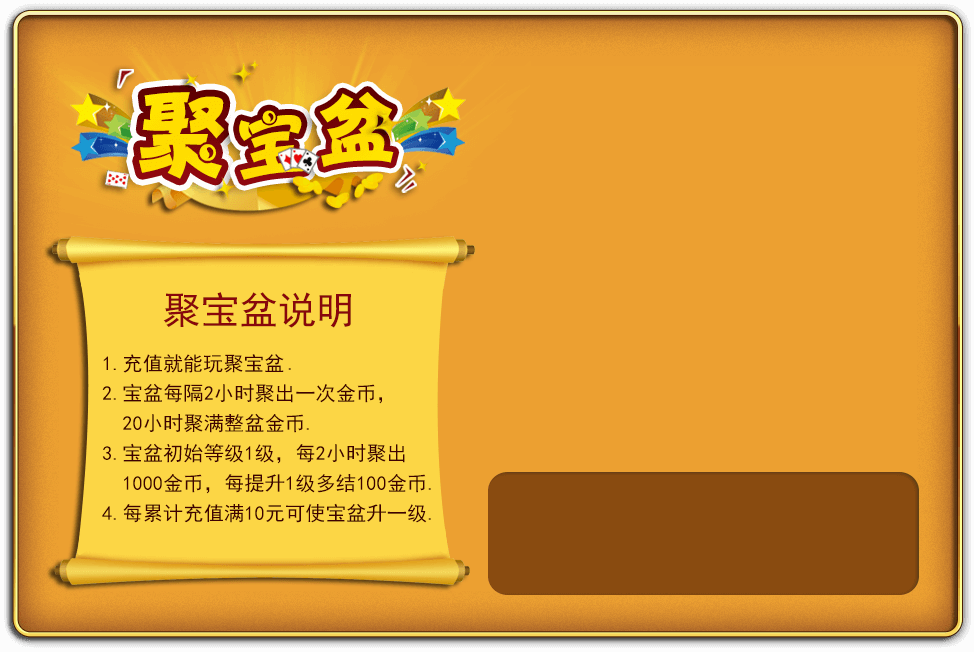 聚宝盆
聚宝盆说明
1. 充值就能玩聚宝盆.
2. 宝盆每隔2小时聚出一次金币，
20小时聚满整盆金币.
3. 宝盆初始等级1级，每2小时聚出
1000金币，每提升1级多结100金币.
4. 每累计充值满10元可使宝盆升一级.